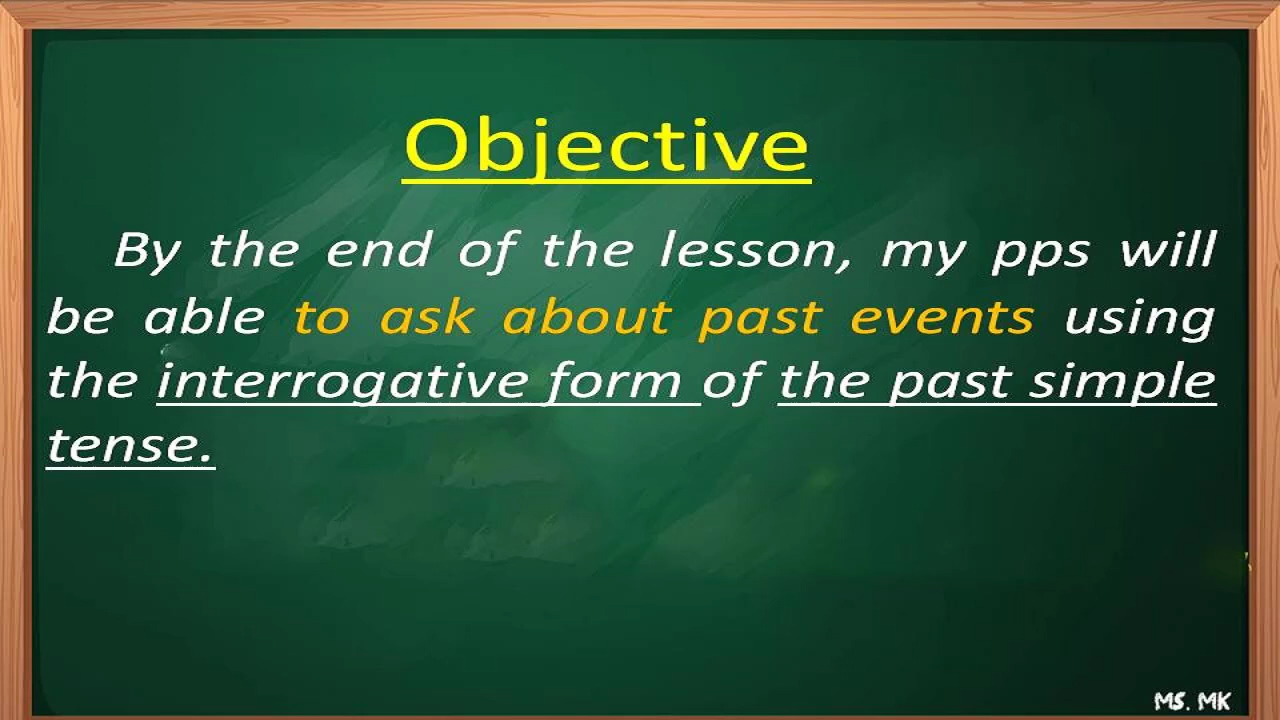 Objective
By the end of the lesson, my pps will
be able to ask about past events using
the interrogative form of the past simple
tense.
MS. MK